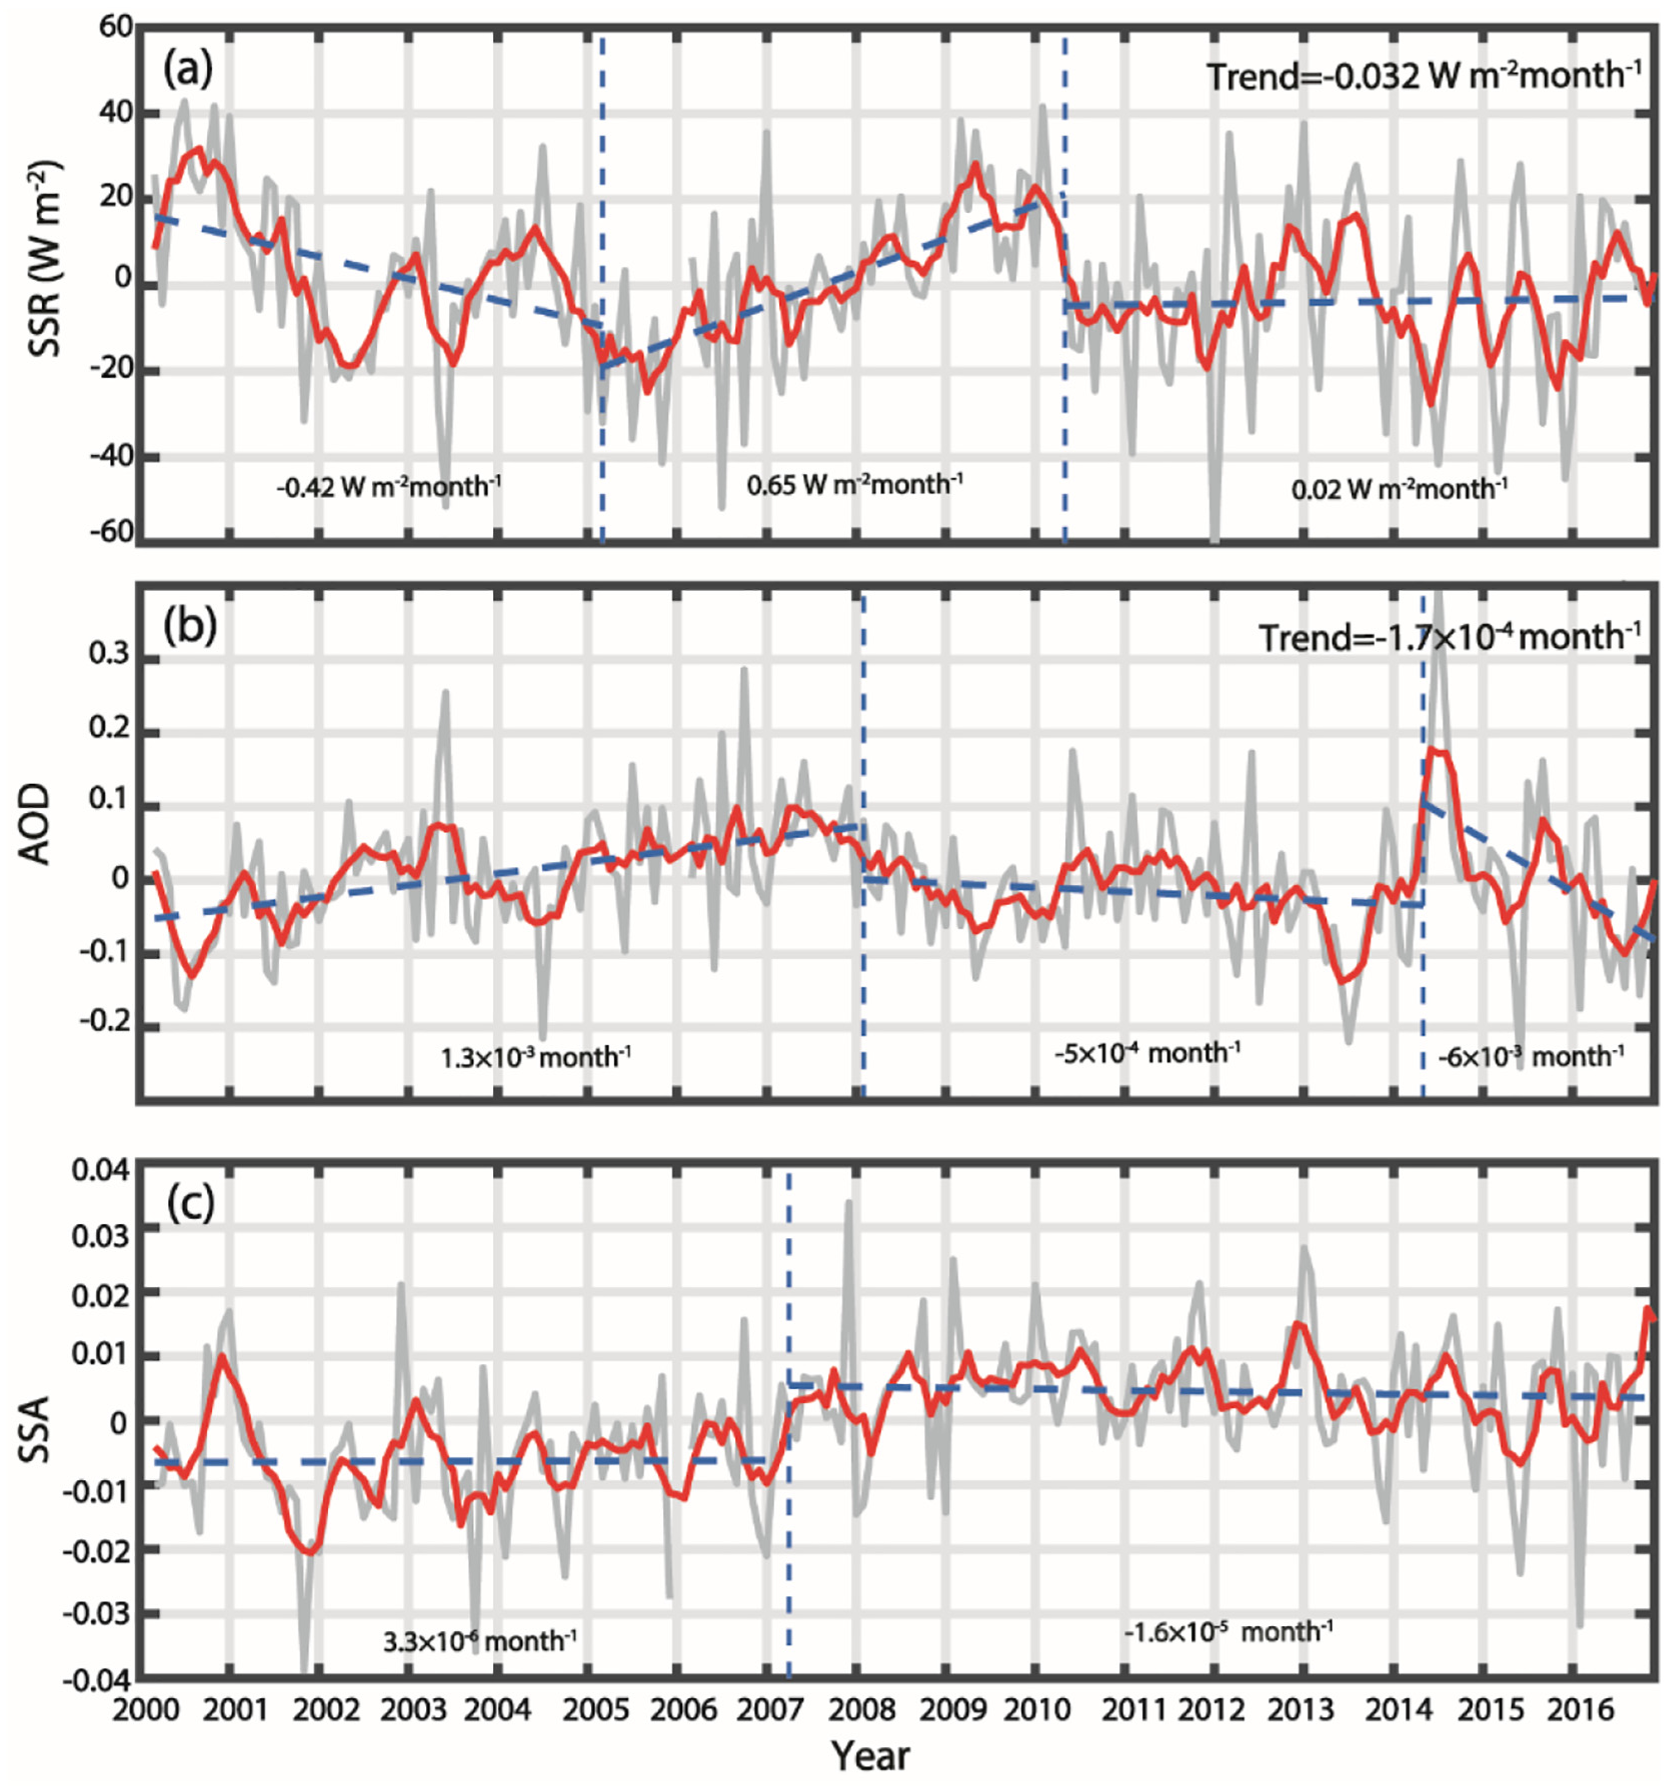 (a)
Trend=-0.032 W m-2month-1
SSR (W m-2)
60
40
20
0
-20
-40
-60
-0.42 W m-2month-1
0.65 W m-2month-1
0.02 W m-2month-1
(b)
Trend=-1.7×10-4 month-1
AOD
0.3
0.2
0.1
0
-0.1
-0.2
1.3×10-3 month-1
-5×10-4 month-1
-6×10-3 month-1
(c)
SSA
0.04
0.03
0.02
0.01
0
-0.01
-0.02
-0.03
-0.04
3.3×10-6 month-1
-1.6×10-5 month-1
2000 2001 2002 2003 2004 2005 2006 2007 2008 2009 2010 2011 2012 2013 2014 2015 2016
Year